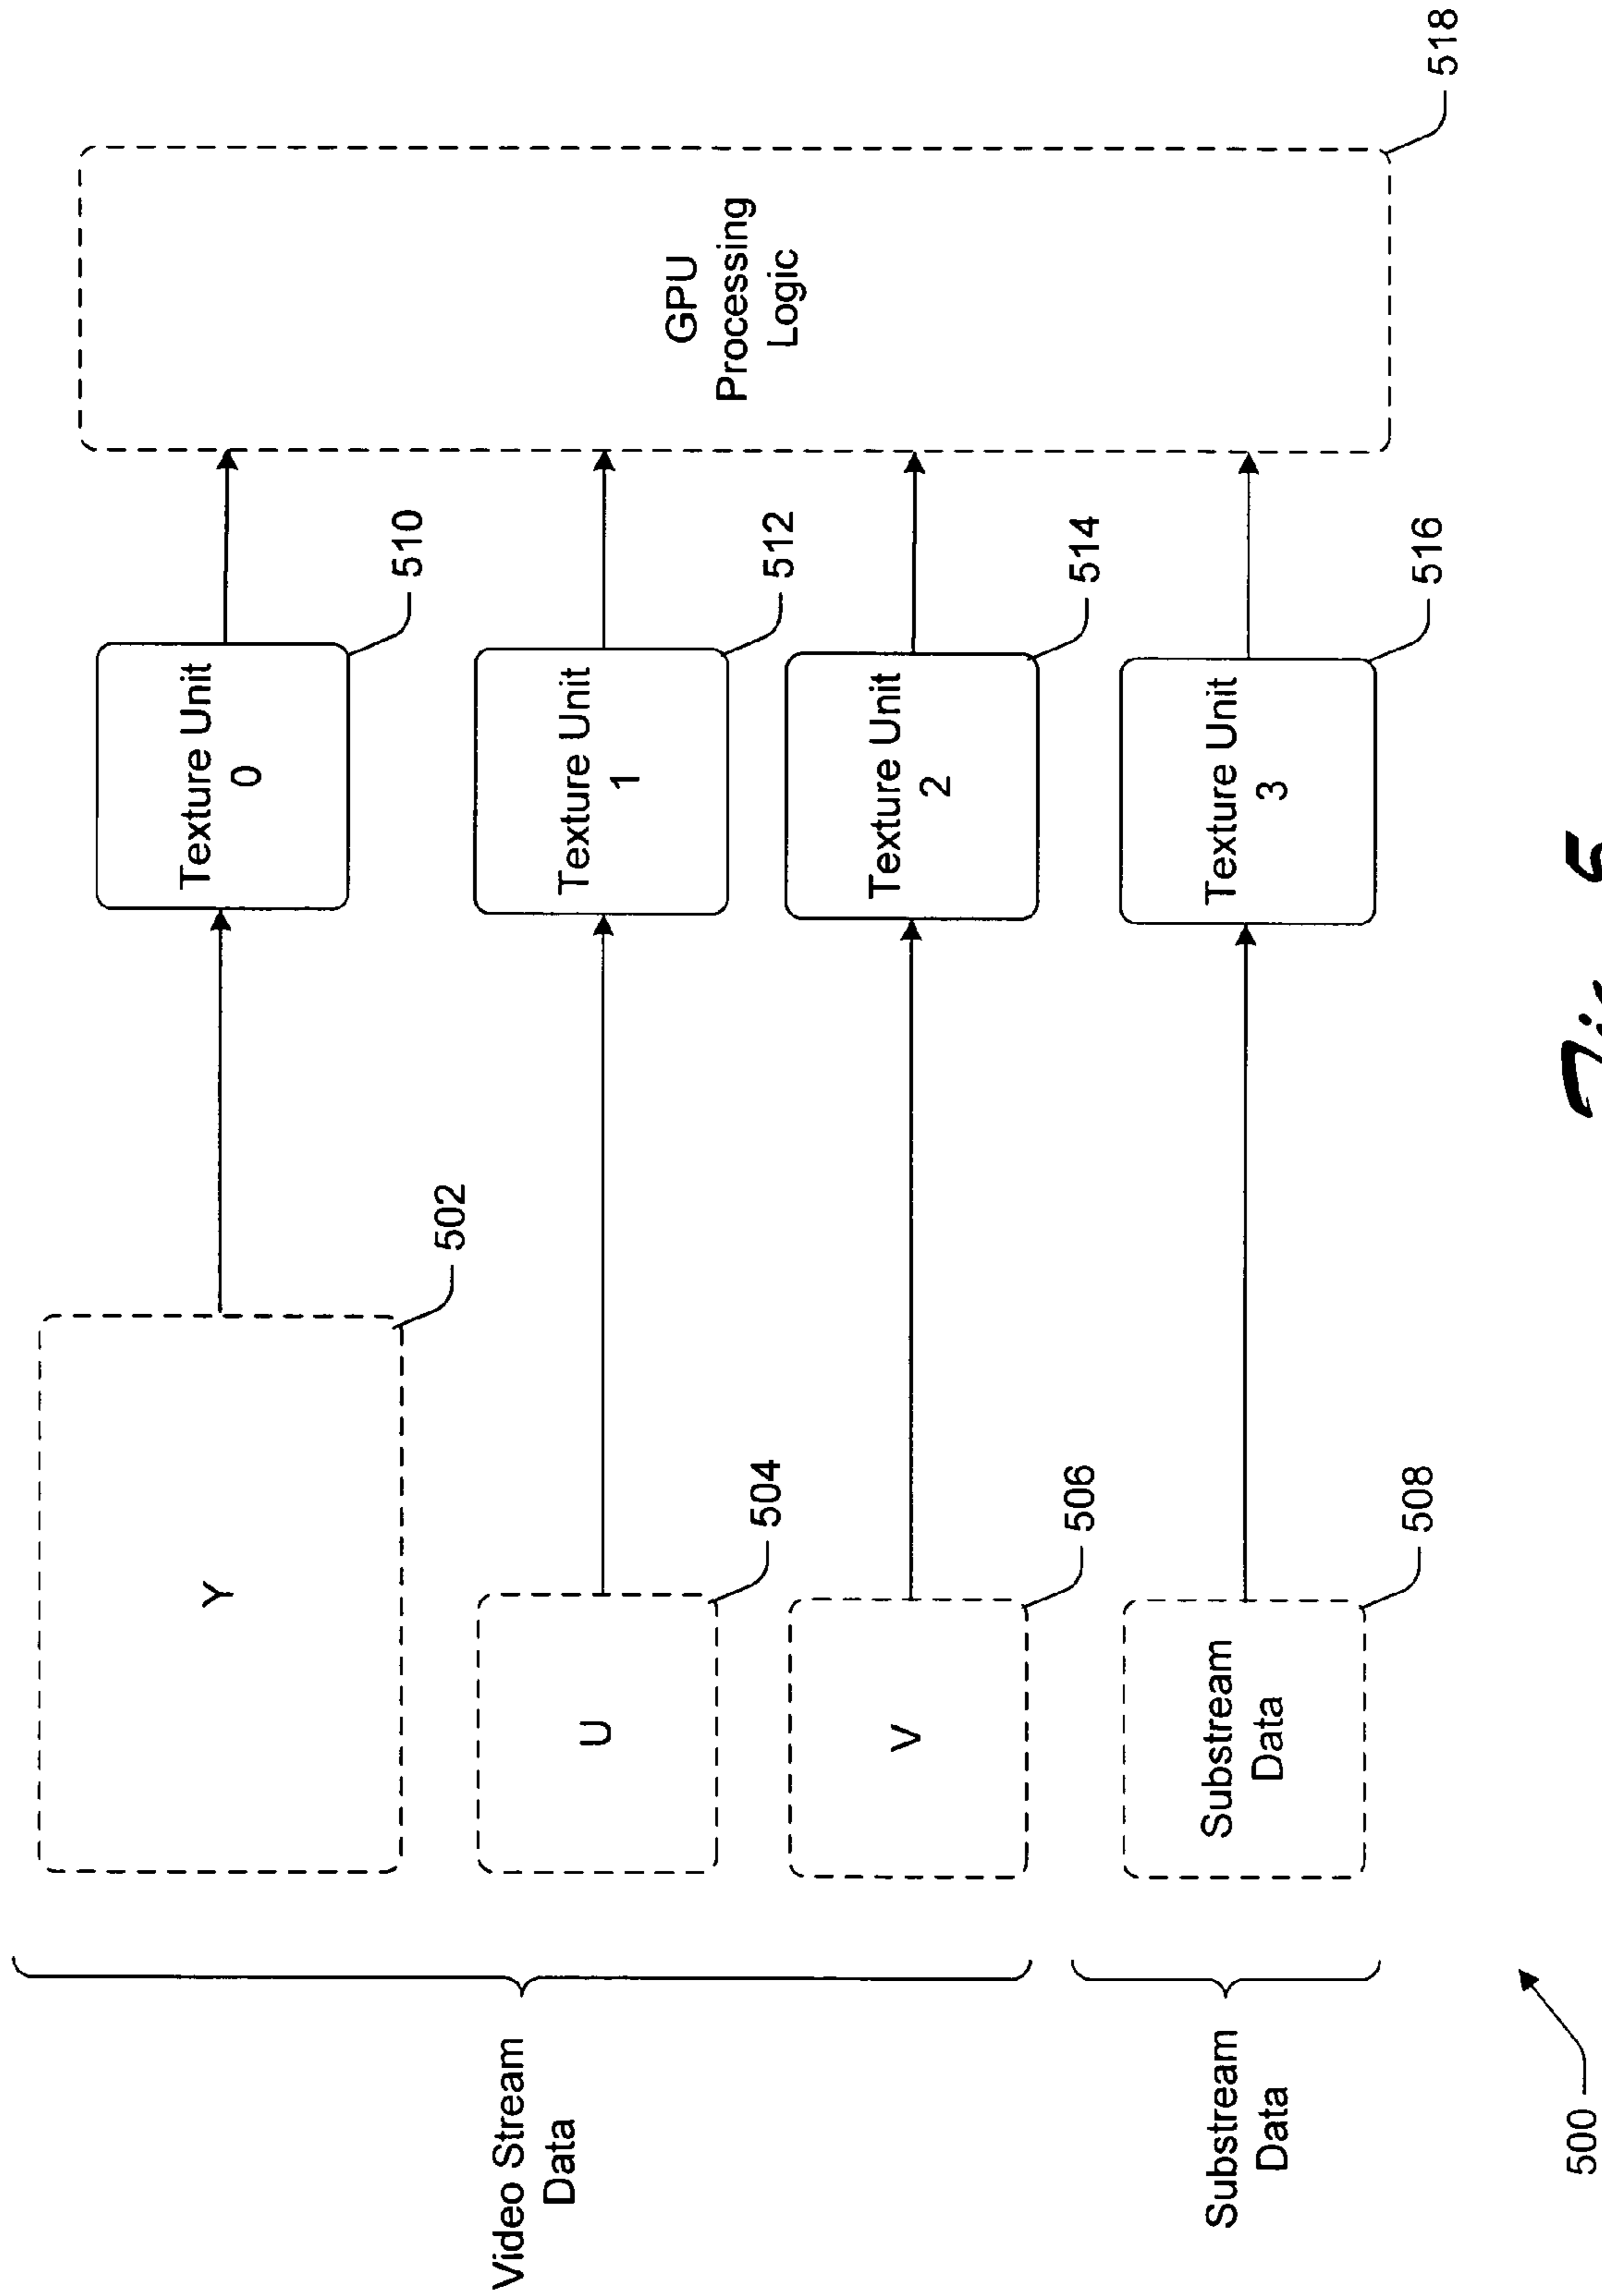 Video Stream
Data
Y
502
Texture Unit
0
510
U
504
Texture Unit
1
512
V
506
Texture Unit
2
514
Substream
Data
Substream
Data
508
Texture Unit
3
516
GPU
Processing
Logic
518
500